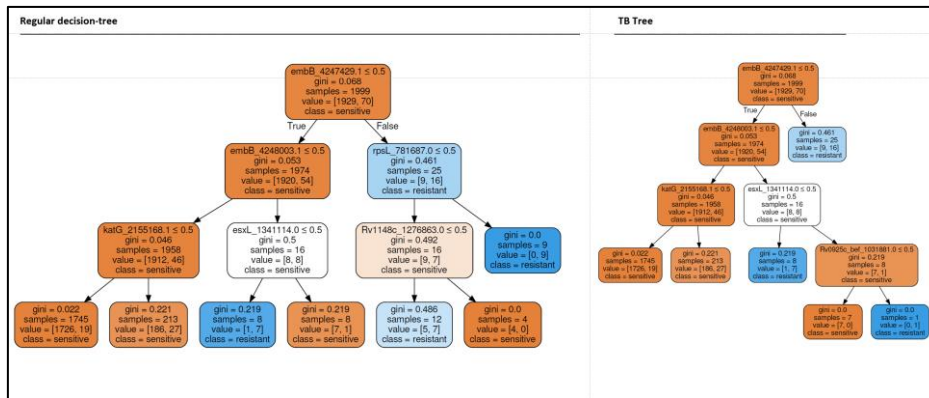 Regular decision-tree
embB_4247429.1 ≤ 0.5
gini = 0.068
samples = 1999
value = [1929, 70]
class = sensitive
True
False
embB_4248003.1 ≤ 0.5
gini = 0.053
samples = 1974
value = [1920, 54]
class = sensitive
rpsL_781687.0 ≤ 0.5
gini = 0.461
samples = 25
value = [9, 16]
class = resistant
katG_2155168.1 ≤ 0.5
gini = 0.046
samples = 1958
value = [1912, 46]
class = sensitive
esxL_1341114.0 ≤ 0.5
gini = 0.5
samples = 16
value = [8, 8]
class = sensitive
Rv1148c_1276863.0 ≤ 0.5
gini = 0.492
samples = 16
value = [9, 7]
class = sensitive
gini = 0.0
samples = 9
value = [0, 9]
class = resistant
gini = 0.022
samples = 1745
value = [1726, 19]
class = sensitive
gini = 0.221
samples = 213
value = [186, 27]
class = sensitive
gini = 0.219
samples = 8
value = [1, 7]
class = resistant
gini = 0.219
samples = 8
value = [7, 1]
class = sensitive
gini = 0.486
samples = 12
value = [5, 7]
class = resistant
gini = 0.0
samples = 4
value = [4, 0]
class = sensitive
TB Tree
embB_4247429.1 ≤ 0.5
gini = 0.068
samples = 1999
value = [1929, 70]
class = sensitive
True
False
embB_4248003.1 ≤ 0.5
gini = 0.053
samples = 1974
value = [1920, 54]
class = sensitive
gini = 0.461
samples = 25
value = [9, 16]
class = resistant
katG_2155168.1 ≤ 0.5
gini = 0.046
samples = 1958
value = [1912, 46]
class = sensitive
esxL_1341114.0 ≤ 0.5
gini = 0.5
samples = 16
value = [8, 8]
class = sensitive
gini = 0.022
samples = 1745
value = [1726, 19]
class = sensitive
gini = 0.221
samples = 213
value = [186, 27]
class = sensitive
gini = 0.219
samples = 8
value = [1, 7]
class = resistant
≤ 0.5
gini = 0.219
samples = 8
value = [7, 1]
class = sensitive
gini = 0.0
samples = 7
value = [7, 0]
class = sensitive
gini = 0.0
samples = 1
value = [0, 1]
class = resistant